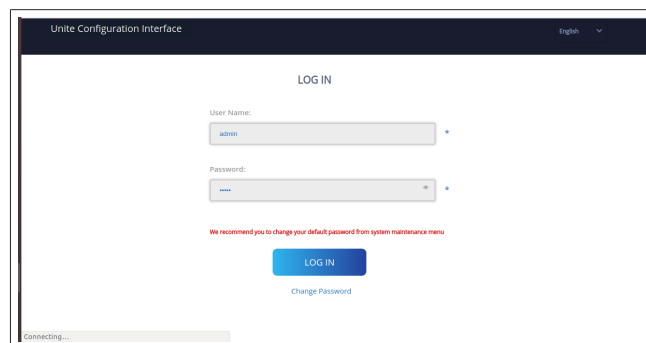 Unite Configuration Interface
English
LOG IN
User Name:
admin
*
Password:
•••••
*
We recommend you to change your default password from system maintenance menu
LOG IN
Change Password
Connecting...